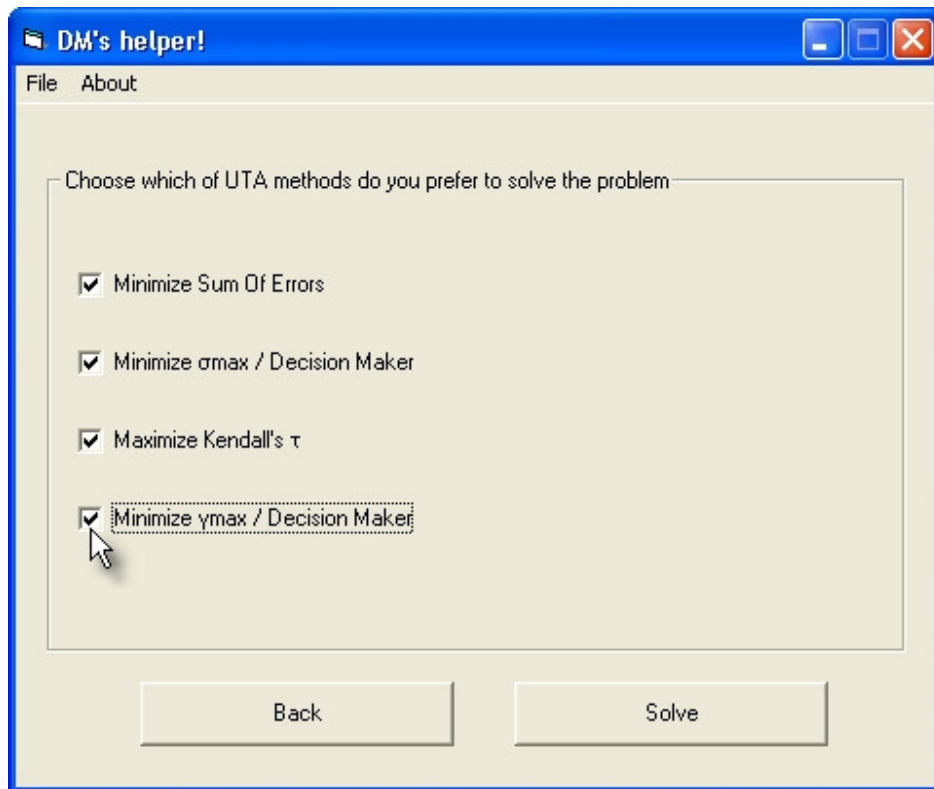 DM's helper!
File About
Choose which of UTA methods do you prefer to solve the problem
Minimize Sum Of Errors
Minimize σmax / Decision Maker
Maximize Kendall's τ
Minimize γmax / Decision Maker
Back Solve